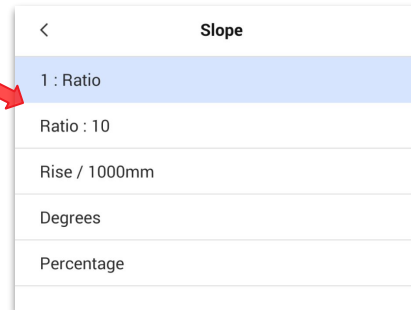 Slope
1 : Ratio
Ratio : 10
Rise / 1000mm
Degrees
Percentage